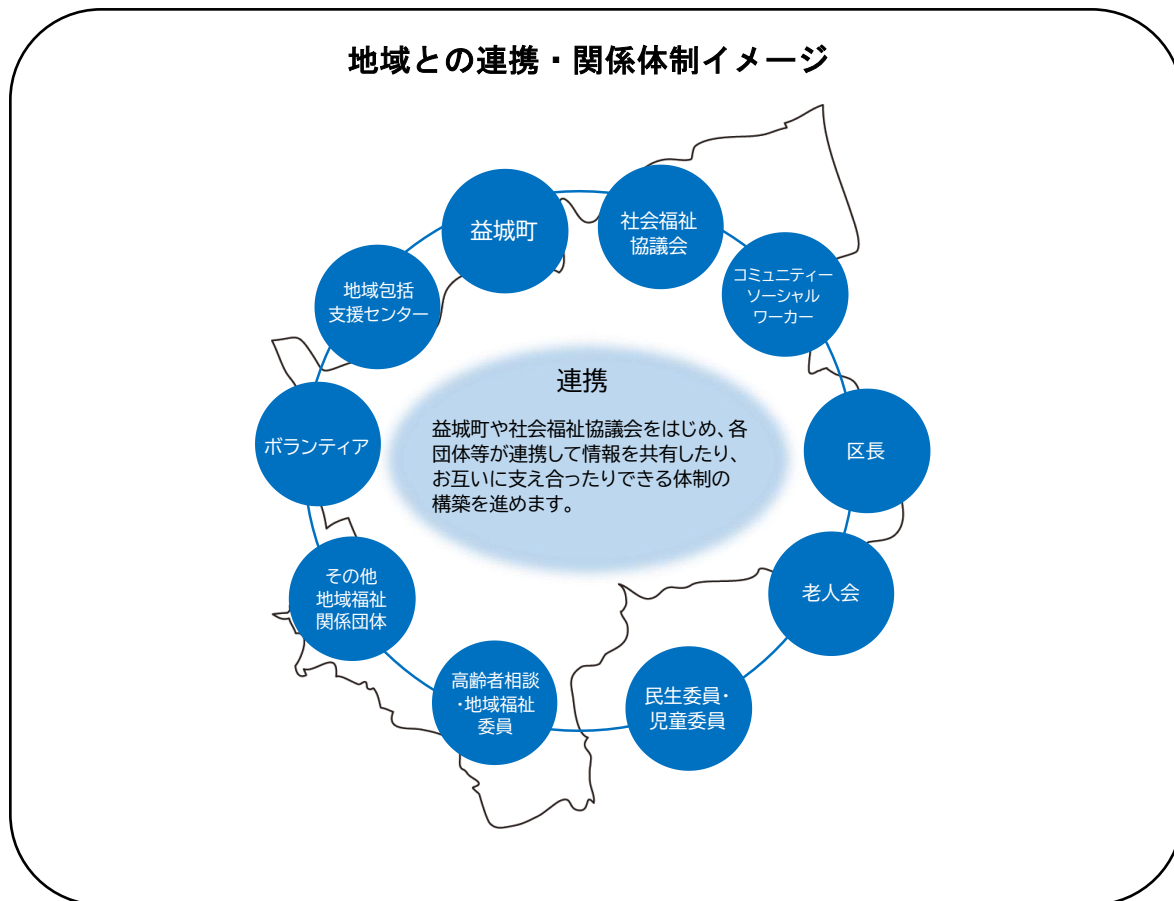 地域との連携・関係体制イメージ
益城町
社会福祉
協議会
コミュニティー
ソーシャル
ワーカー
区長
老人会
民生委員・
児童委員
高齢者相談
・地域福祉
委員
その他
地域福祉
関係団体
ボランティア
地域包括
支援センター
連携
益城町や社会福祉協議会をはじめ、各
団体等が連携して情報を共有したり、
お互いに支え合ったりできる体制の
構築を進めます。